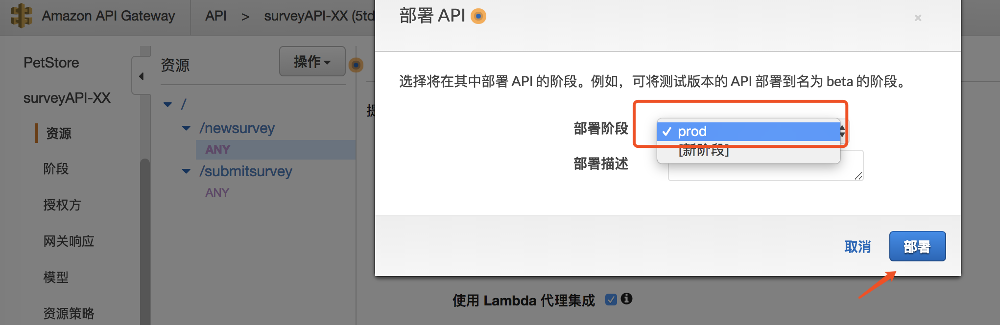 Amazon API Gateway
API > surveyAPI-XX (5td
PetStore
surveyAPI-XX
资源
阶段
授权方
网关响应
模型
资源策略
资源
操作
/
/newsurvey
ANY
/submitsurvey
ANY
提
部署 API
×
选择将在其中部署 API 的阶段。例如，可将测试版本的 API 部署到名为 beta 的阶段。
部署阶段
✓ prod
[新阶段]
部署描述
取消
部署
使用 Lambda 代理集成